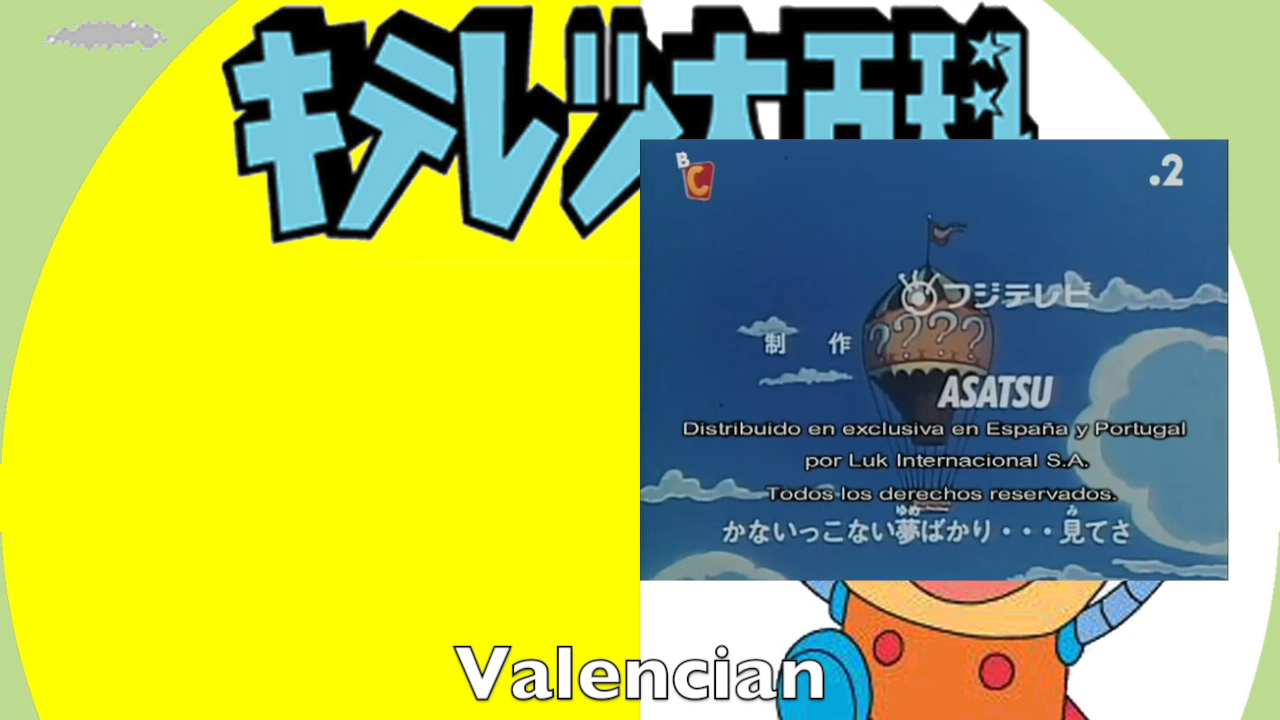 キテレツ大百科
B
C
.2
フジテレビ
制 作
????
ASATSU
Distribuido en exclusiva en España y Portugal
por Luk Internacional S.A.
Todos los derechos reservados.
ゆめ み
かないっこない夢ばかり・・・見てさ
Valencian